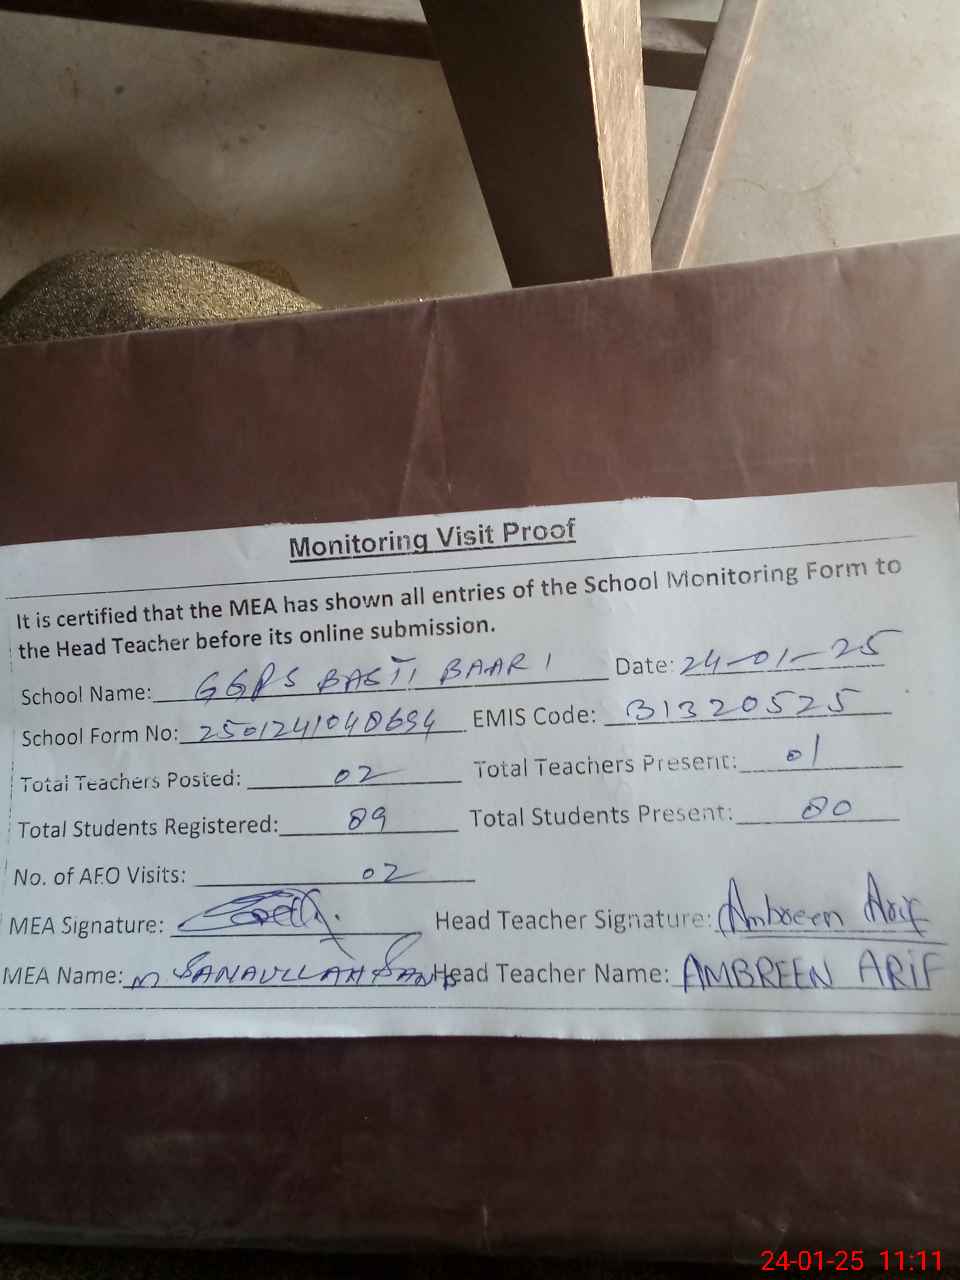 Monitoring Visit Proof
It is certified that the MEA has shown all entries of the School Monitoring Form to
the Head Teacher before its online submission.
School Name: GGPS BASTI BAARI Date: 24-01-25
School Form No: 2501241048694 EMIS Code: 31320525
Total Teachers Posted: 02 Total Teachers Present: 01
Total Students Registered: 89 Total Students Present: 80
No. of AEO Visits: 02
MEA Signature: Head Teacher Signature: Ambreen Arif
MEA Name: M SANAULLAH Head Teacher Name: AMBREEN ARIF
24-01-25 11:11